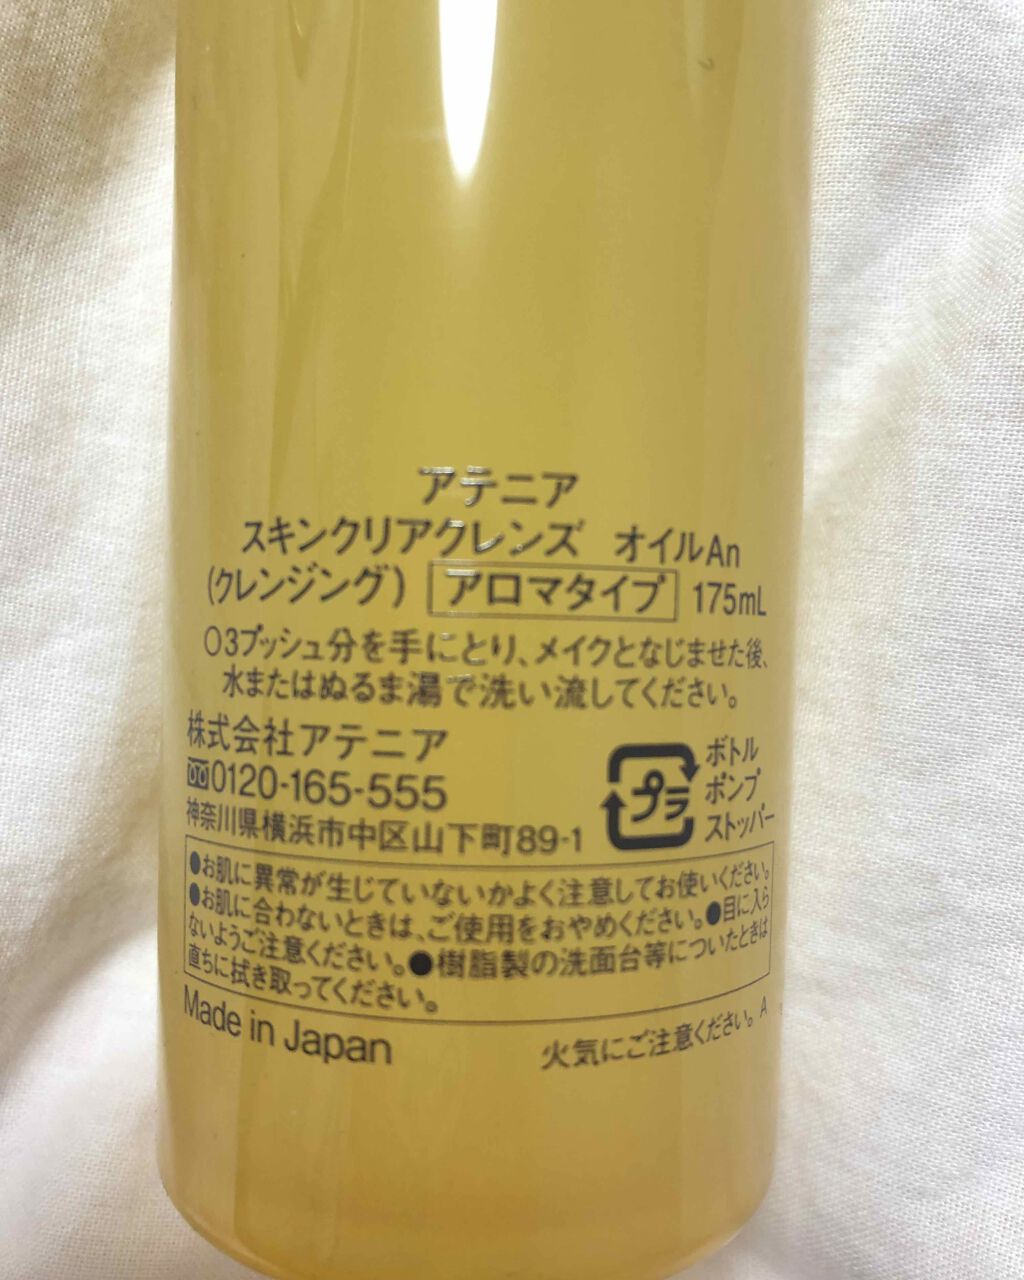 アテニア
スキンクリアクレンズ オイルAn
(クレンジング) アロマタイプ 175mL
○3プッシュ分を手にとり、メイクとなじませた後、
水またはぬるま湯で洗い流してください。
株式会社アテニア
0120-165-555
神奈川県横浜市中区山下町89-1
プラ
ボトル
ポンプ
ストッパー
●お肌に異常が生じていないかよく注意してお使いください。
●お肌に合わないときは、ご使用をおやめください。●目に入ら
ないようご注意ください。●樹脂製の洗面台等についたときは
直ちに拭き取ってください。
Made in Japan
火気にご注意ください。A